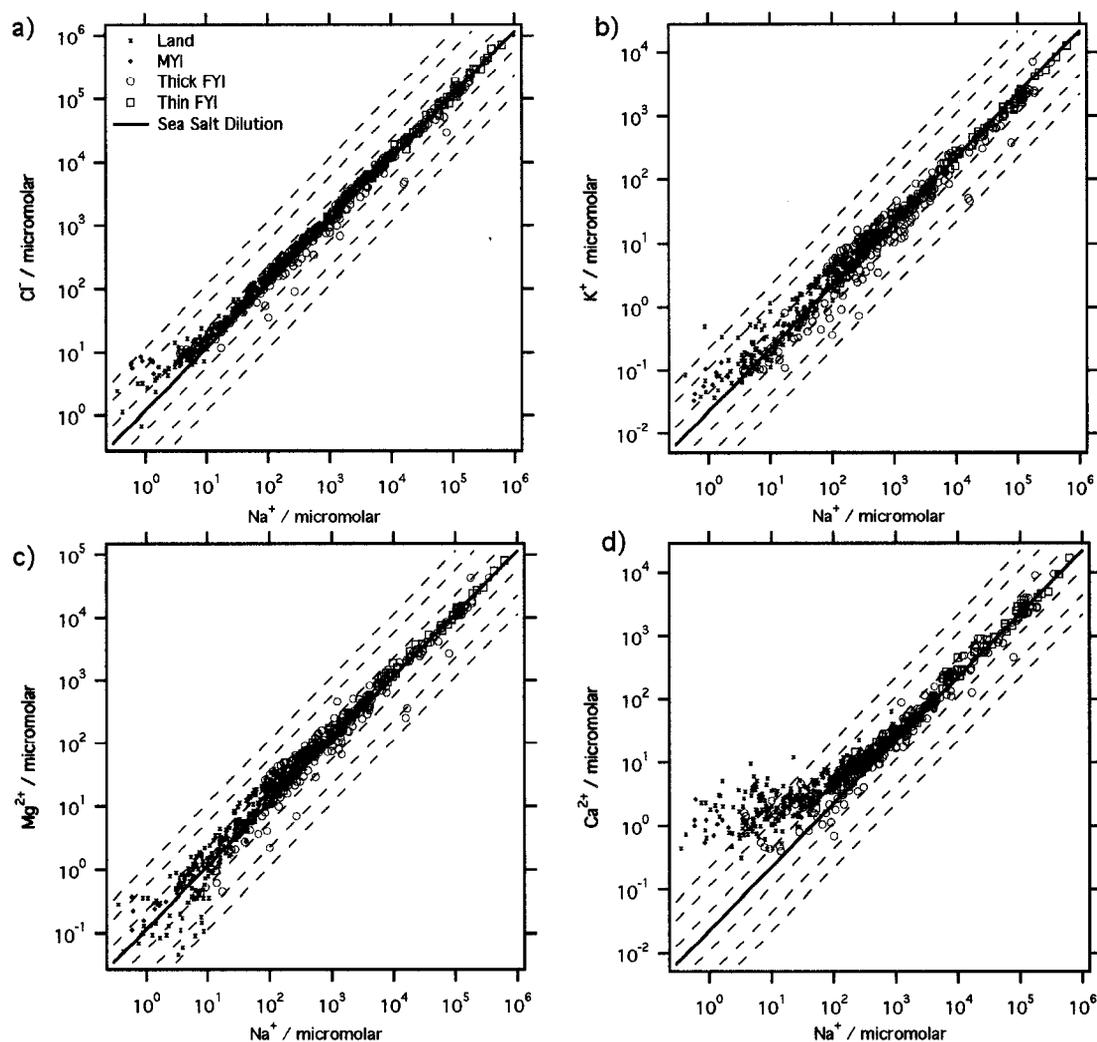 a)
10⁶
10⁵
10⁴
10³
10²
10¹
10⁰
Cl⁻ / micromolar
Land
MYI
Thick FYI
Thin FYI
Sea Salt Dilution
10⁰ 10¹ 10² 10³ 10⁴ 10⁵ 10⁶
Na⁺ / micromolar
b)
10⁴
10³
10²
10¹
10⁰
10⁻¹
10⁻²
K⁺ / micromolar
10⁰ 10¹ 10² 10³ 10⁴ 10⁵ 10⁶
Na⁺ / micromolar
c)
10⁵
10⁴
10³
10²
10¹
10⁰
10⁻¹
Mg²⁺ / micromolar
10⁰ 10¹ 10² 10³ 10⁴ 10⁵ 10⁶
Na⁺ / micromolar
d)
10⁴
10³
10²
10¹
10⁰
10⁻¹
10⁻²
Ca²⁺ / micromolar
10⁰ 10¹ 10² 10³ 10⁴ 10⁵ 10⁶
Na⁺ / micromolar